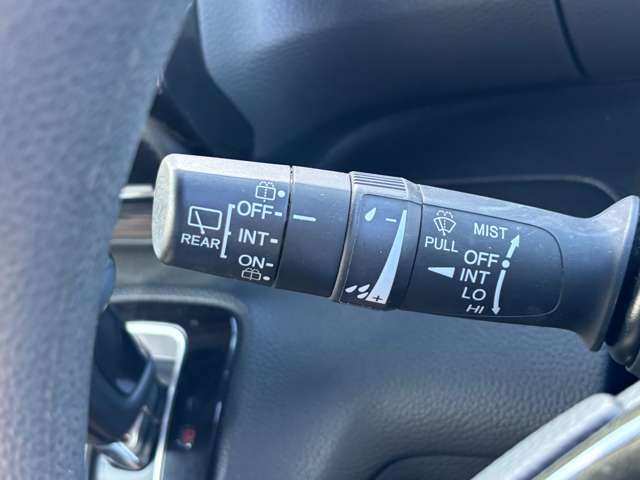 REAR
OFF
INT
ON
− 
+
PULL
MIST
OFF
INT
LO
HI